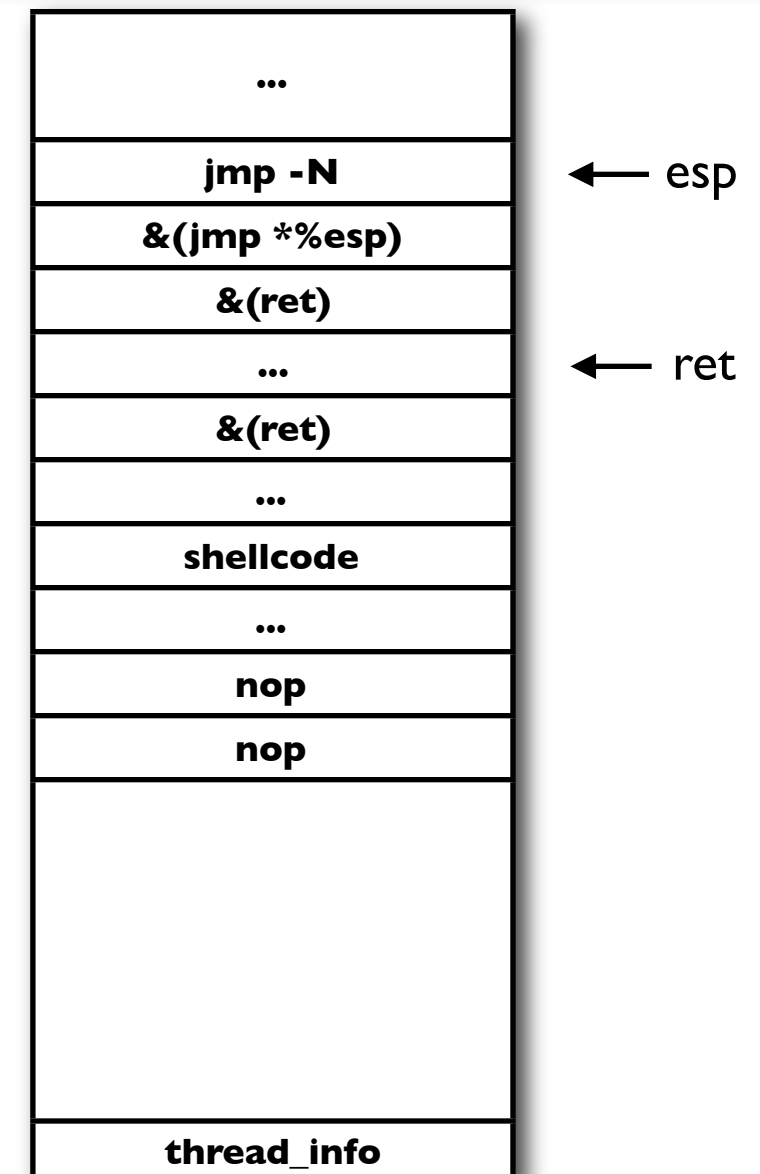 ...
jmp -N
esp
&(jmp *%esp)
&(ret)
...
ret
&(ret)
...
shellcode
...
nop
nop
thread_info